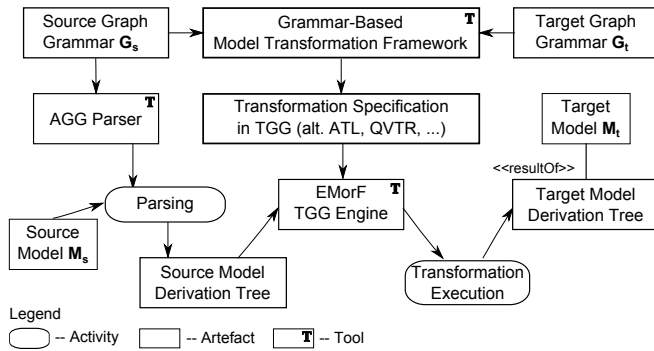 Source Graph
Grammar Gs
Grammar-Based
Model Transformation Framework
T
Target Graph
Grammar Gt
AGG Parser
T
Transformation Specification
in TGG (alt. ATL, QVTR, ...)
Target
Model Mt
<<resultOf>>
Parsing
EMorF
TGG Engine
T
Target Model
Derivation Tree
Source
Model Ms
Source Model
Derivation Tree
Transformation
Execution
Legend
-- Activity
-- Artefact
T
-- Tool